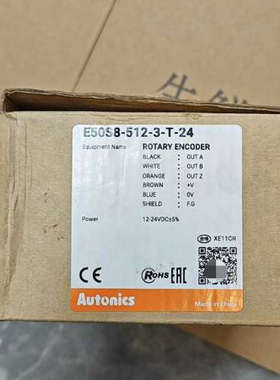 E50S8-512-3-T-24
Equipment Name ROTARY ENCODER
BLACK : OUT A
WHITE : OUT B
ORANGE : OUT Z
BROWN : +V
BLUE : 0V
SHIELD : F.G
Power 12-24VDC±5%
XE11CH
CE RoHS EAC
Autonics
Made in China